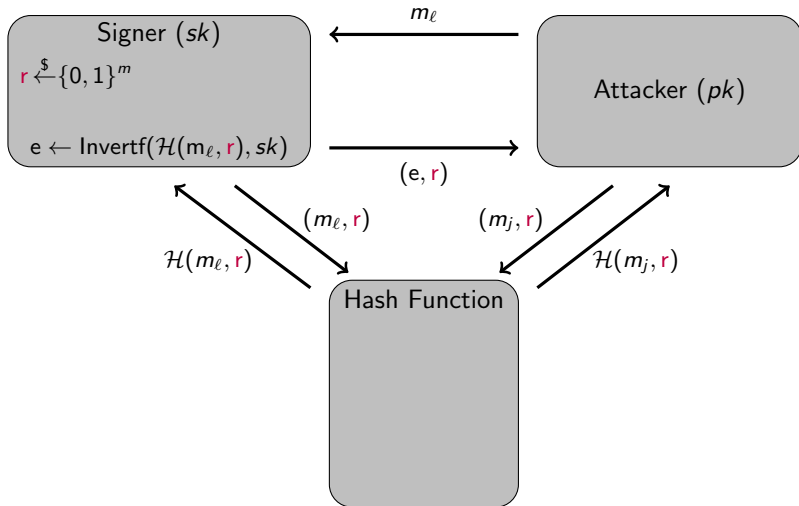 m_ℓ
Signer (sk)
r ←$ {0, 1}^m
Attacker (pk)
e ← Invertf(ℋ(m_ℓ, r), sk)
(e, r)
(m_ℓ, r)
(m_j, r)
ℋ(m_ℓ, r)
ℋ(m_j, r)
Hash Function